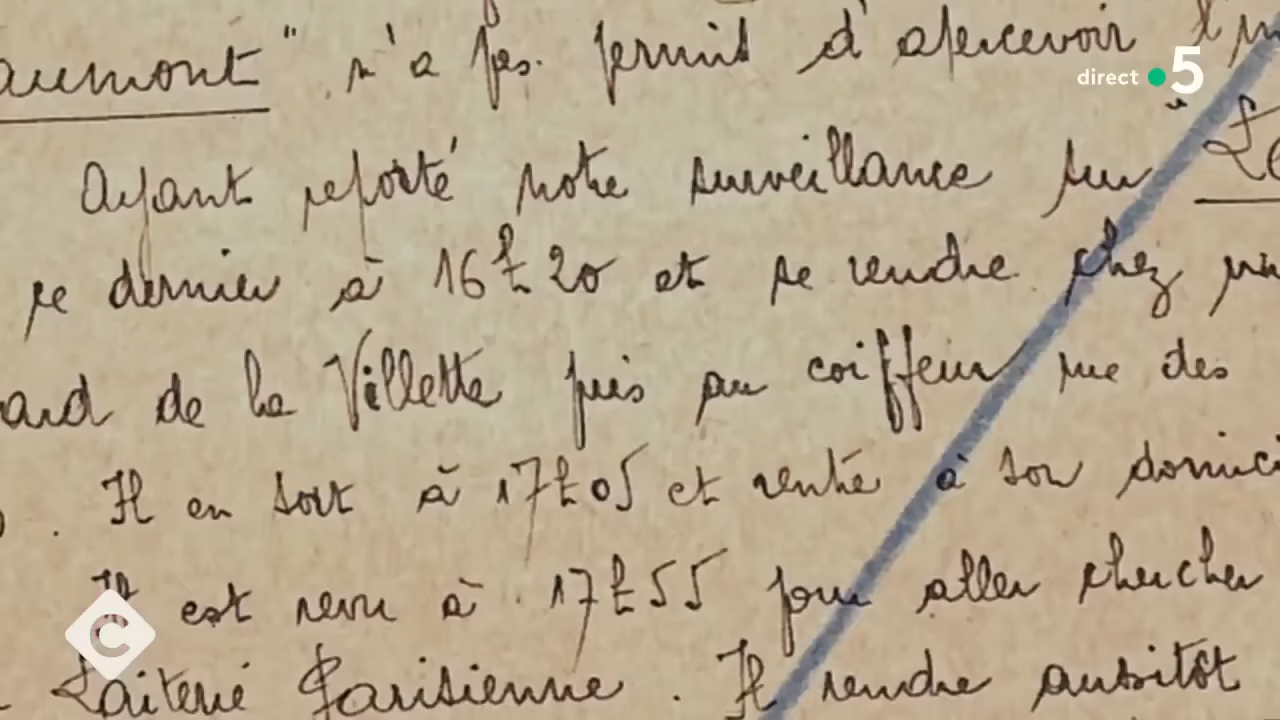 aumont" n'a pas permis d'apercevoir
direct 5
Ayant reporté notre surveillance sur "
ce dernier à 16h20 et se rendre chez
ard de la Villette puis au coiffeur rue des
. Il en sort à 17h05 et rentre à son domici
Il est revu à 17h55 pour aller chercher
C
Laiterie Parisienne. Il rendre aussitôt